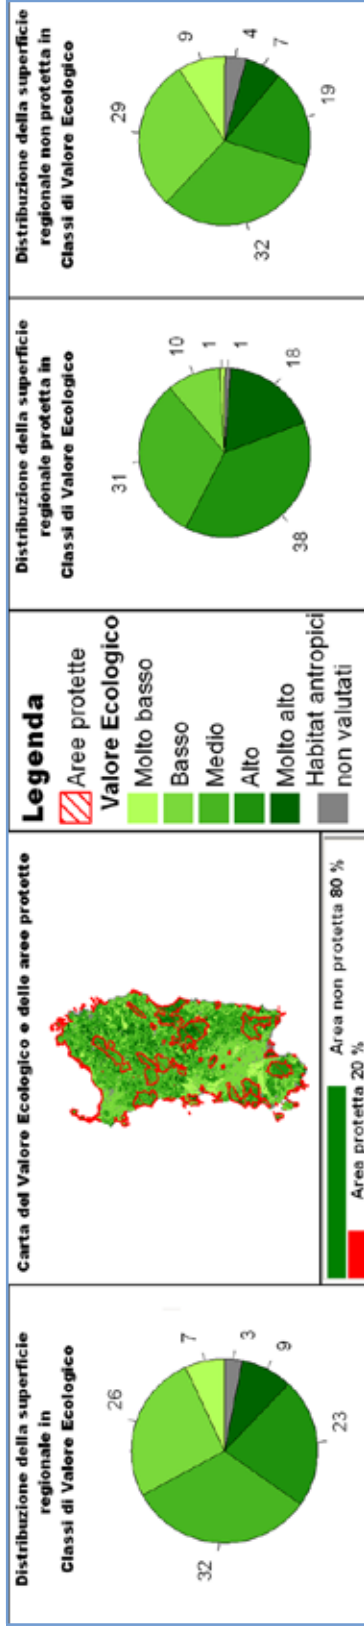 Distribuzione della superficie
regionale in
Classi di Valore Ecologico
7
26
32
23
9
3
Carta del Valore Ecologico e delle aree protette
Area non protetta 80 %
Area protetta 20 %
Legenda
Aree protette
Valore Ecologico
Molto basso
Basso
Medio
Alto
Molto alto
Habitat antropici
non valutati
Distribuzione della superficie
regionale protetta in
Classi di Valore Ecologico
1
10
31
38
18
1
Distribuzione della superficie
regionale non protetta in
Classi di Valore Ecologico
9
29
32
19
7
4